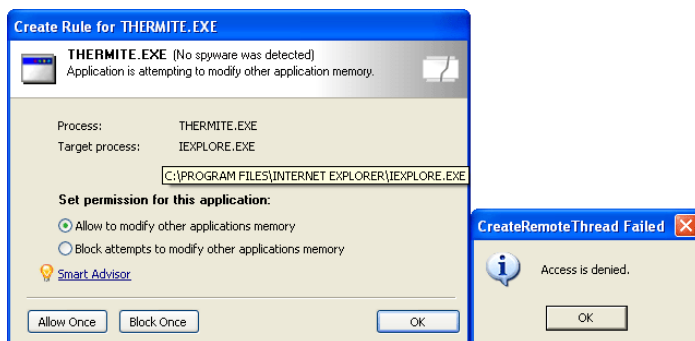 Create Rule for THERMITE.EXE
THERMITE.EXE (No spyware was detected)
Application is attempting to modify other application memory.
Process: THERMITE.EXE
Target process: IEXPLORE.EXE
C:\PROGRAM FILES\INTERNET EXPLORER\IEXPLORE.EXE
Set permission for this application:
Allow to modify other applications memory
Block attempts to modify other applications memory
Smart Advisor
Allow Once Block Once OK
CreateRemoteThread Failed
Access is denied.
OK